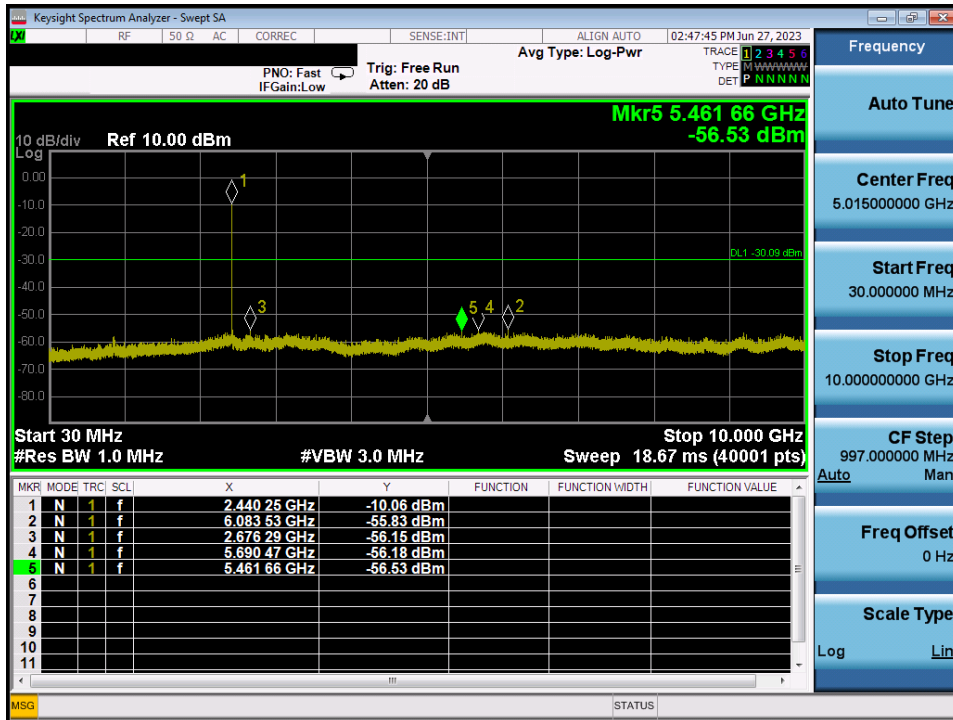 Keysight Spectrum Analyzer - Swept SA
LXI RF 50 Ω AC CORREC SENSE:INT ALIGN AUTO 02:47:45 PM Jun 27, 2023
Avg Type: Log-Pwr TRACE 1 2 3 4 5 6
PNO: Fast Trig: Free Run TYPE M W W W W W
IFGain:Low Atten: 20 dB DET P N N N N N
Mkr5 5.461 66 GHz
-56.53 dBm
10 dB/div Ref 10.00 dBm
Log
0.00
-10.0
-20.0
-30.0
-40.0
-50.0
-60.0
-70.0
-80.0
1
DL1 -30.09 dBm
3
5
4
2
Start 30 MHz Stop 10.000 GHz
#Res BW 1.0 MHz #VBW 3.0 MHz Sweep 18.67 ms (40001 pts)
MKR MODE TRC SCL X Y FUNCTION FUNCTION WIDTH FUNCTION VALUE
1 N 1 f 2.440 25 GHz -10.06 dBm
2 N 1 f 6.083 53 GHz -55.83 dBm
3 N 1 f 2.676 29 GHz -56.15 dBm
4 N 1 f 5.690 47 GHz -56.18 dBm
5 N 1 f 5.461 66 GHz -56.53 dBm
6
7
8
9
10
11
MSG STATUS
Frequency
Auto Tune
Center Freq
5.015000000 GHz
Start Freq
30.000000 MHz
Stop Freq
10.000000000 GHz
CF Step
997.000000 MHz
Auto Man
Freq Offset
0 Hz
Scale Type
Log Lin